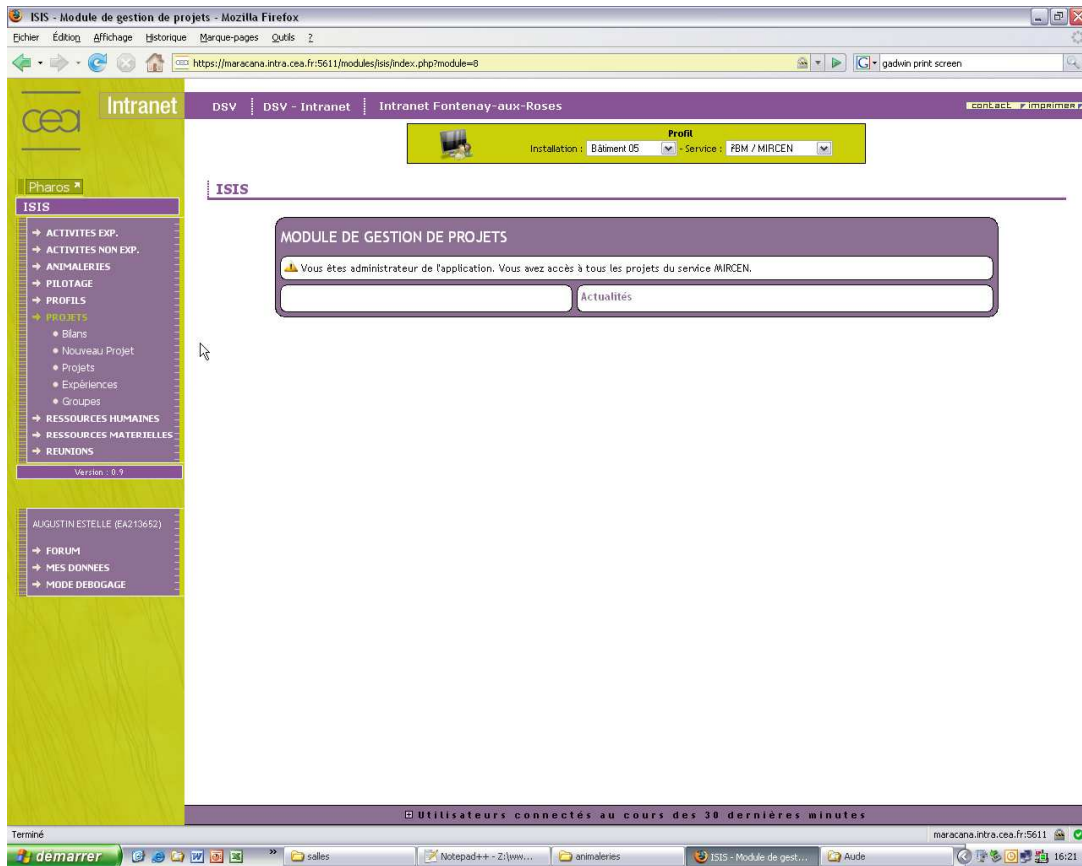 ISIS - Module de gestion de projets - Mozilla Firefox
Fichier Édition Affichage Historique Marque-pages Outils ?
https://maracana.intra.cea.fr:5611/modules/isis/index.php?module=8
gadwin print screen
cea
Intranet
DSV DSV - Intranet Intranet Fontenay-aux-Roses
contact imprimer
Profil
Installation : Bâtiment 05 - Service : MIRCEN
Pharos
ISIS
ISIS
ACTIVITES EXP.
ACTIVITES NON EXP.
ANIMALERIES
PILOTAGE
PROFILS
PROJETS
Bilans
Nouveau Projet
Projets
Expériences
Groupes
RESSOURCES HUMAINES
RESSOURCES MATERIELLES
REUNIONS
Version : 0.9
MODULE DE GESTION DE PROJETS
Vous êtes administrateur de l'application. Vous avez accès à tous les projets du service MIRCEN.
Actualités
AUGUSTIN ESTELLE (EA213652)
FORUM
MES DONNEES
MODE DEBOGAGE
Utilisateurs connectés au cours des 30 dernières minutes
Terminé
maracana.intra.cea.fr:5611
démarrer
» salles
Notepad++ - Z:\ww...
animaleries
ISIS - Module de gest...
Aude
16:21